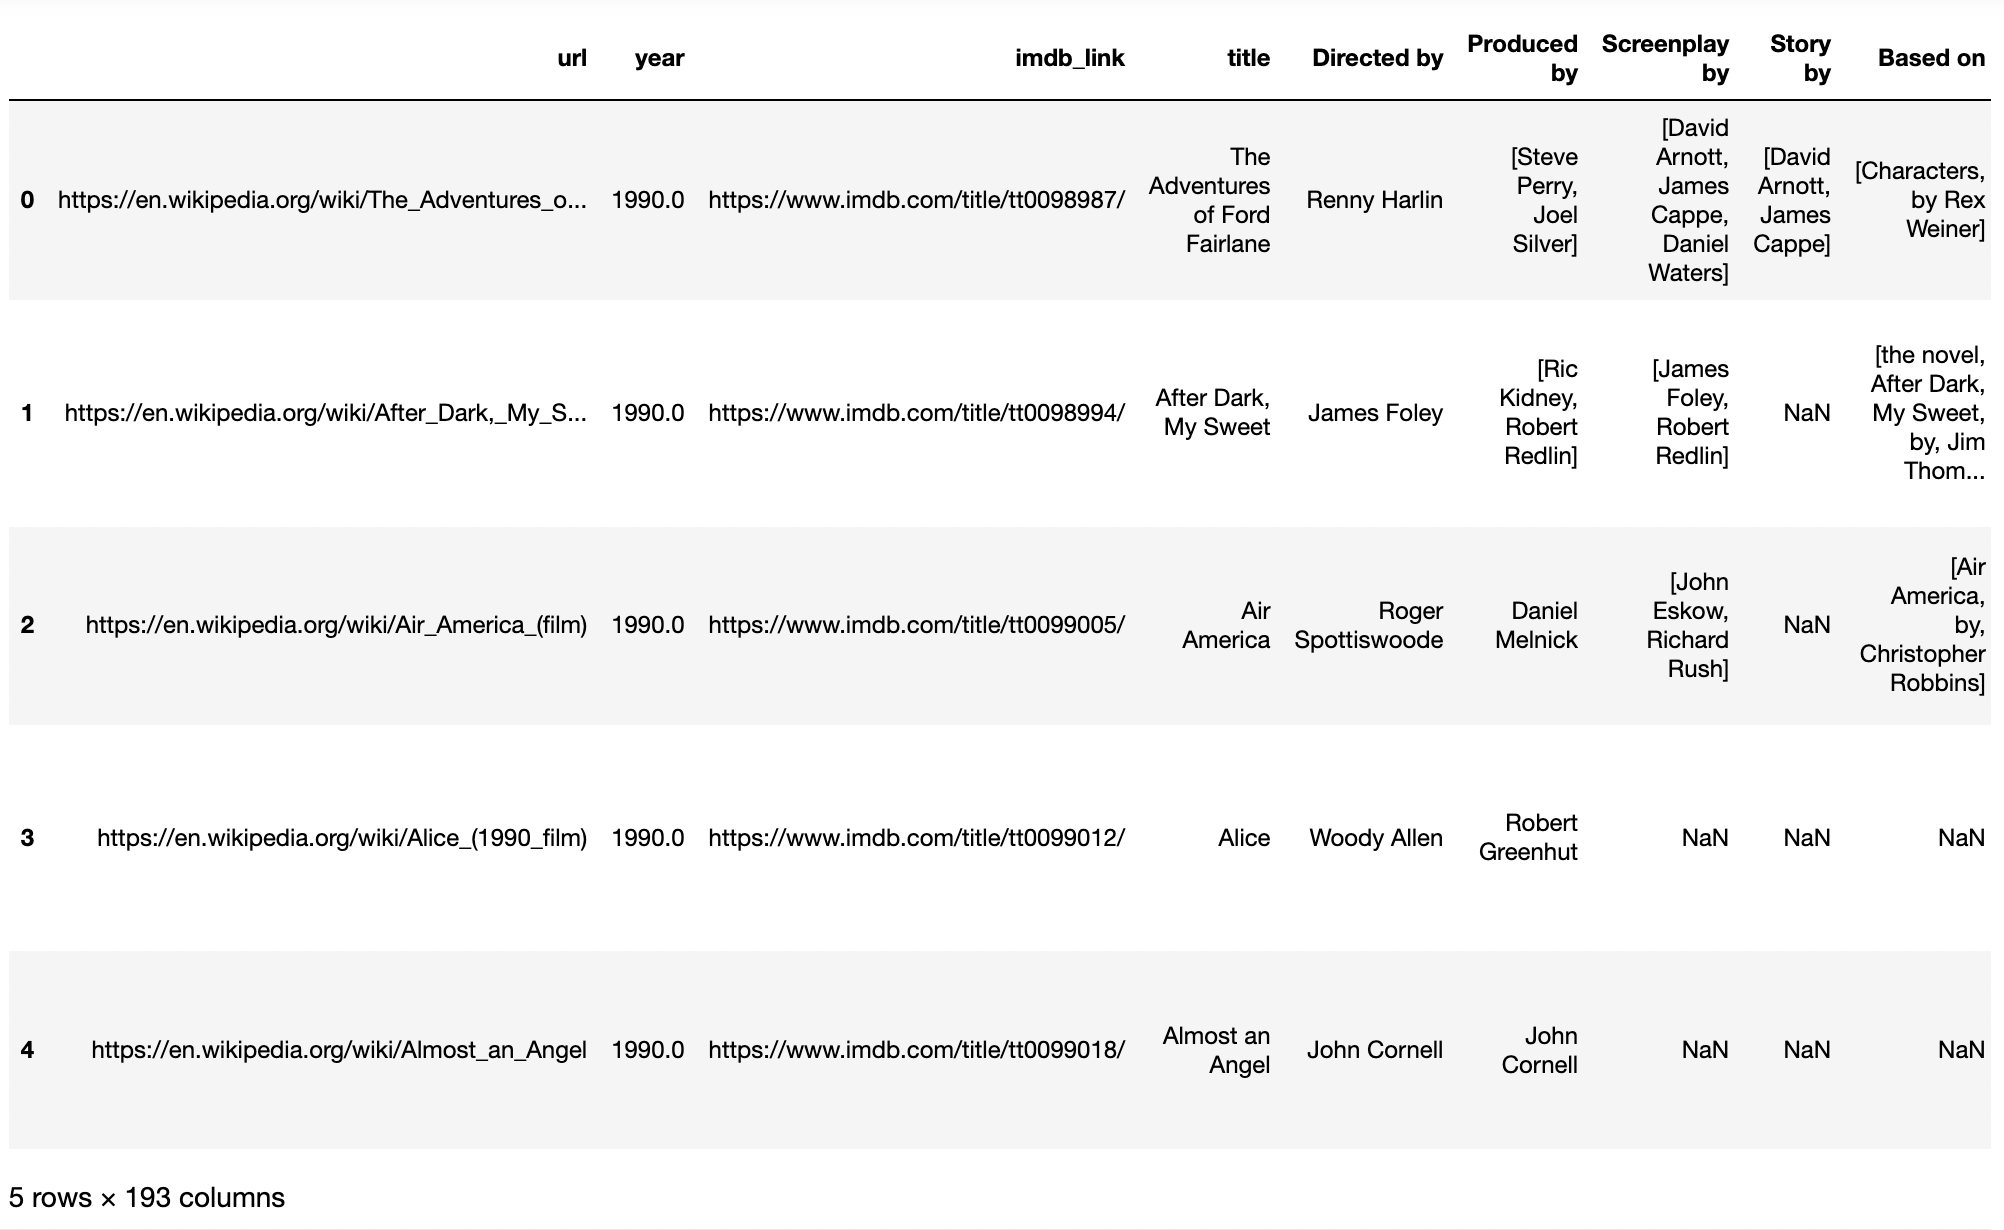 url year imdb_link title Directed by Produced by Screenplay by Story by Based on
0 https://en.wikipedia.org/wiki/The_Adventures_o... 1990.0 https://www.imdb.com/title/tt0098987/ The Adventures of Ford Fairlane Renny Harlin [Steve Perry, Joel Silver] [David Arnott, James Cappe, Daniel Waters] [David Arnott, James Cappe] [Characters, by Rex Weiner]
1 https://en.wikipedia.org/wiki/After_Dark,_My_S... 1990.0 https://www.imdb.com/title/tt0098994/ After Dark, My Sweet James Foley [Ric Kidney, Robert Redlin] [James Foley, Robert Redlin] NaN [the novel, After Dark, My Sweet, by, Jim Thom...
2 https://en.wikipedia.org/wiki/Air_America_(film) 1990.0 https://www.imdb.com/title/tt0099005/ Air America Roger Spottiswoode Daniel Melnick [John Eskow, Richard Rush] NaN [Air America, by, Christopher Robbins]
3 https://en.wikipedia.org/wiki/Alice_(1990_film) 1990.0 https://www.imdb.com/title/tt0099012/ Alice Woody Allen Robert Greenhut NaN NaN NaN
4 https://en.wikipedia.org/wiki/Almost_an_Angel 1990.0 https://www.imdb.com/title/tt0099018/ Almost an Angel John Cornell John Cornell NaN NaN NaN
5 rows × 193 columns